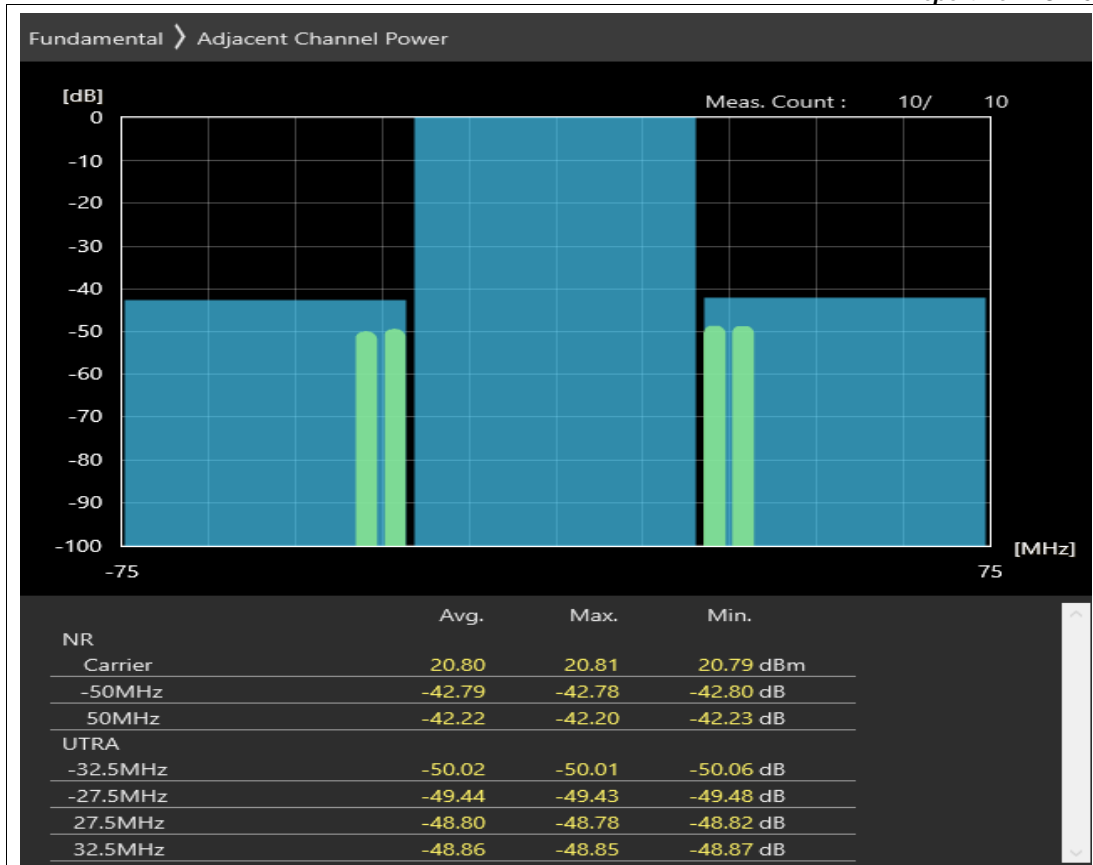 Fundamental 》 Adjacent Channel Power
[dB]
Meas. Count : 10/ 10
0
-10
-20
-30
-40
-50
-60
-70
-80
-90
-100
[MHz]
-75 75
Avg. Max. Min.
NR
Carrier 20.80 20.81 20.79 dBm
-50MHz -42.79 -42.78 -42.80 dB
50MHz -42.22 -42.20 -42.23 dB
UTRA
-32.5MHz -50.02 -50.01 -50.06 dB
-27.5MHz -49.44 -49.43 -49.48 dB
27.5MHz -48.80 -48.78 -48.82 dB
32.5MHz -48.86 -48.85 -48.87 dB